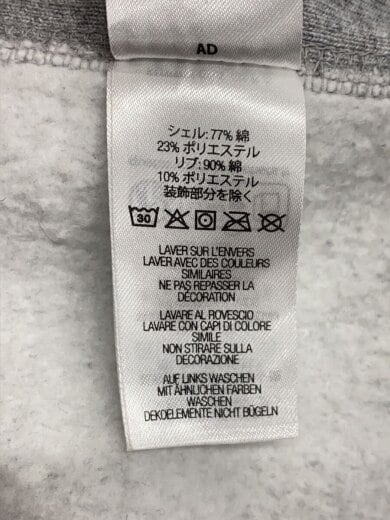 AD
シェル: 77% 綿
23% ポリエステル
リブ: 90% 綿
10% ポリエステル
装飾部分を除く
30
LAVER SUR L'ENVERS
LAVER AVEC DES COULEURS
SIMILAIRES
NE PAS REPASSER LA
DÉCORATION
LAVARE AL ROVESCIO
LAVARE CON CAPI DI COLORE
SIMILE
NON STIRARE SULLA
DECORAZIONE
AUF LINKS WASCHEN
MIT ÄHNLICHEN FARBEN
WASCHEN
DEKOELEMENTE NICHT BÜGELN